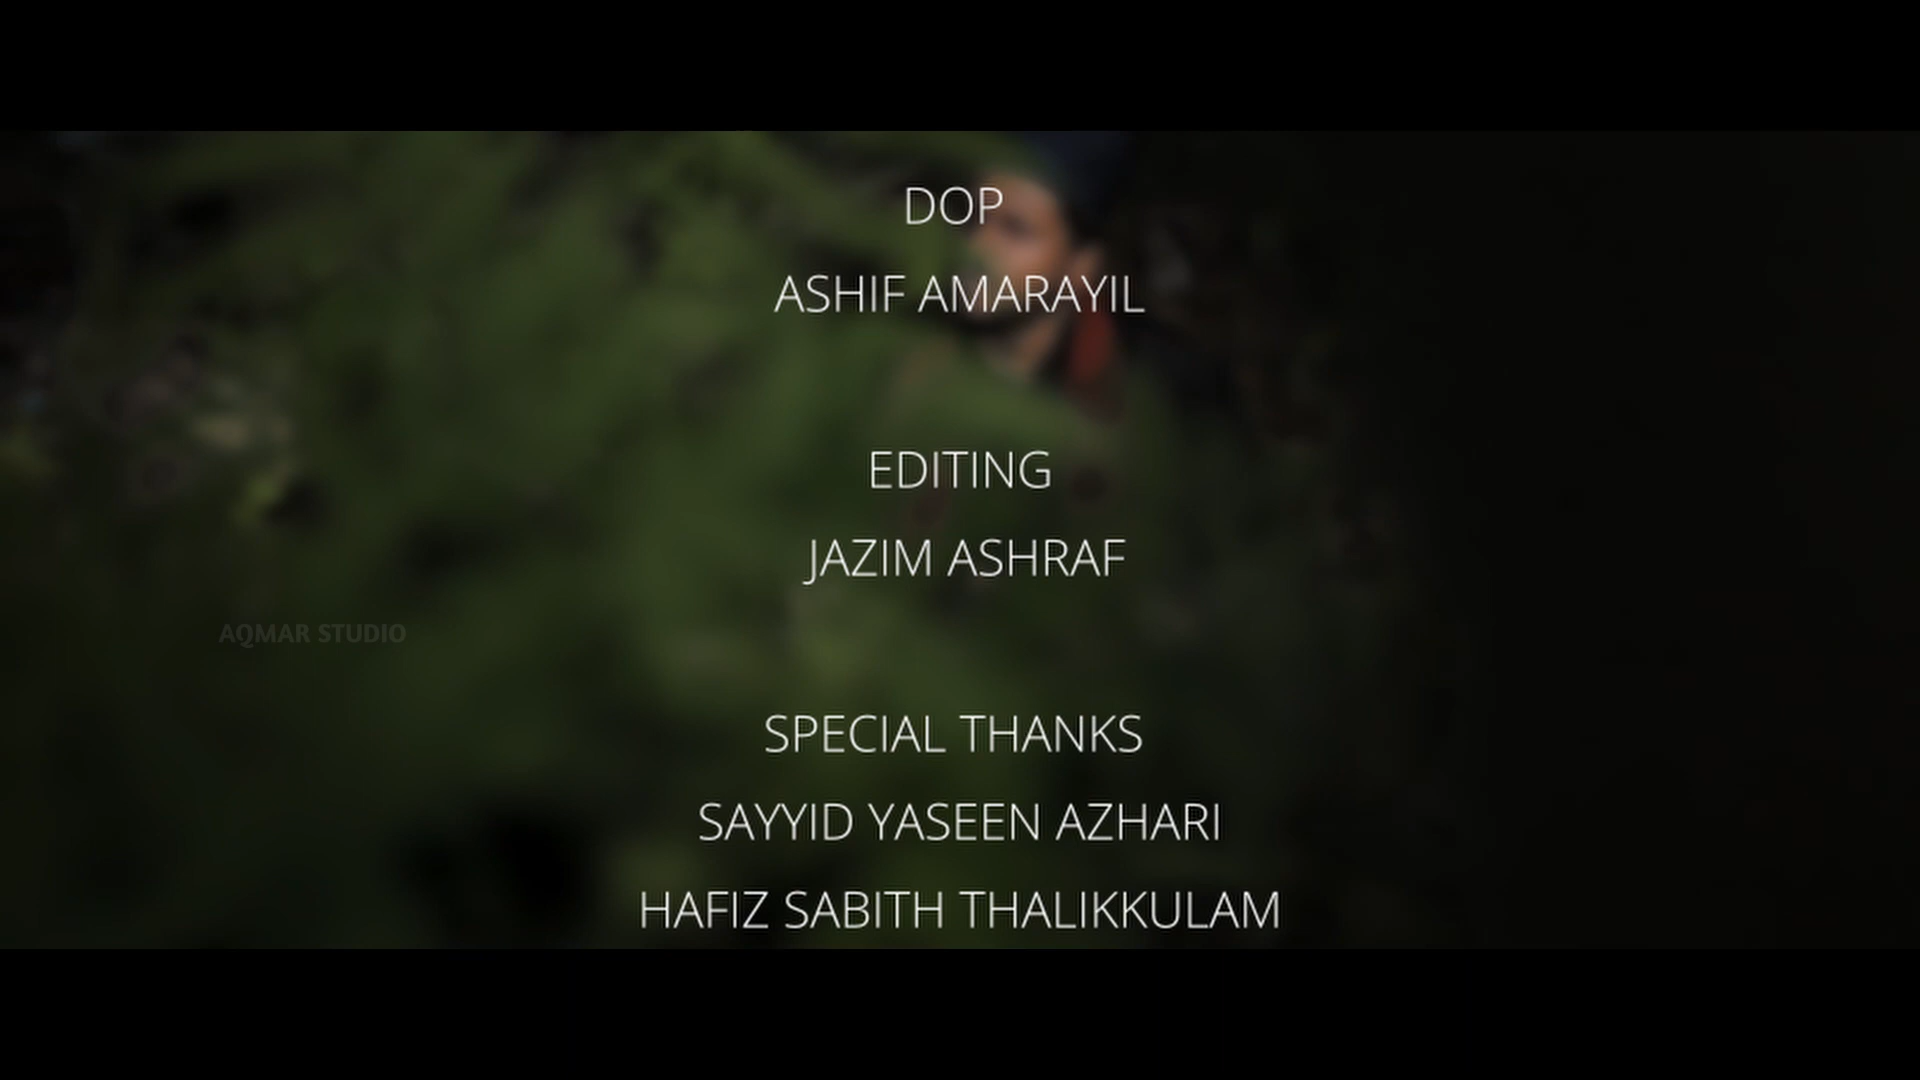 DOP
ASHIF AMARAYIL
EDITING
JAZIM ASHRAF
AQMAR STUDIO
SPECIAL THANKS
SAYYID YASEEN AZHARI
HAFIZ SABITH THALIKKULAM